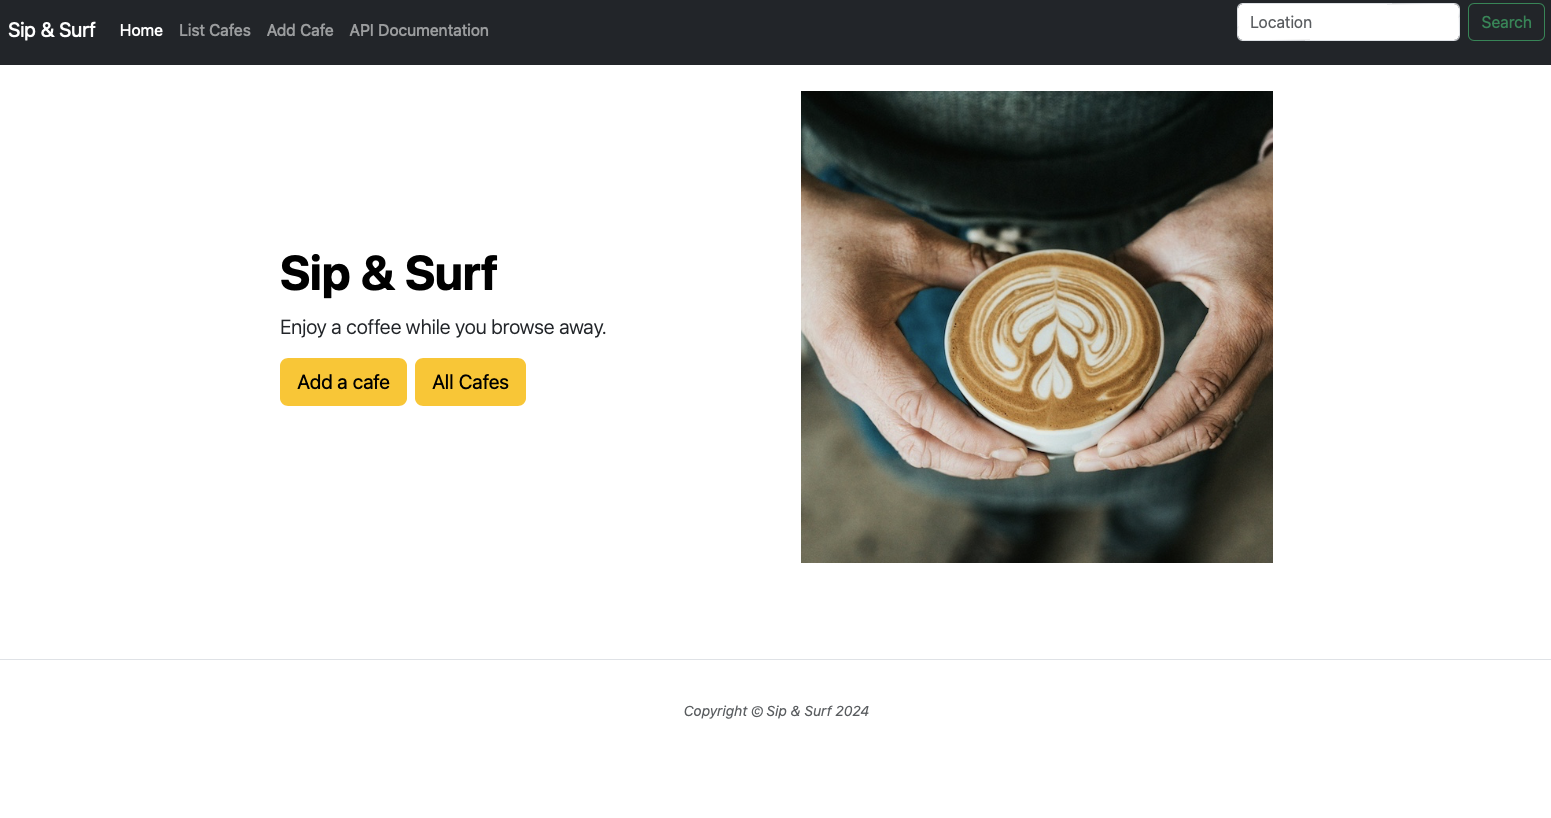 Sip & Surf Home List Cafes Add Cafe API Documentation Location Search
Sip & Surf
Enjoy a coffee while you browse away.
Add a cafe All Cafes
Copyright © Sip & Surf 2024